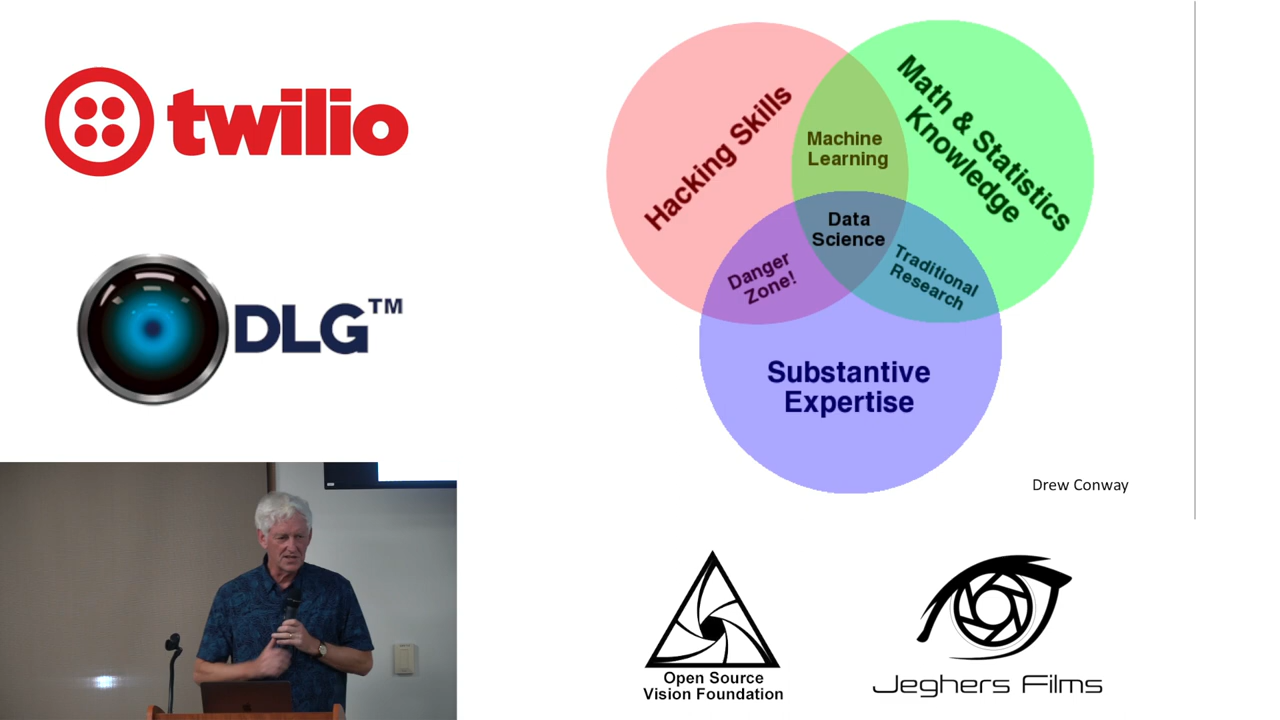 twilio
DLG™
Hacking Skills
Math & Statistics
Knowledge
Machine
Learning
Data
Science
Danger
Zone!
Traditional
Research
Substantive
Expertise
Drew Conway
Open Source
Vision Foundation
Jeghers Films